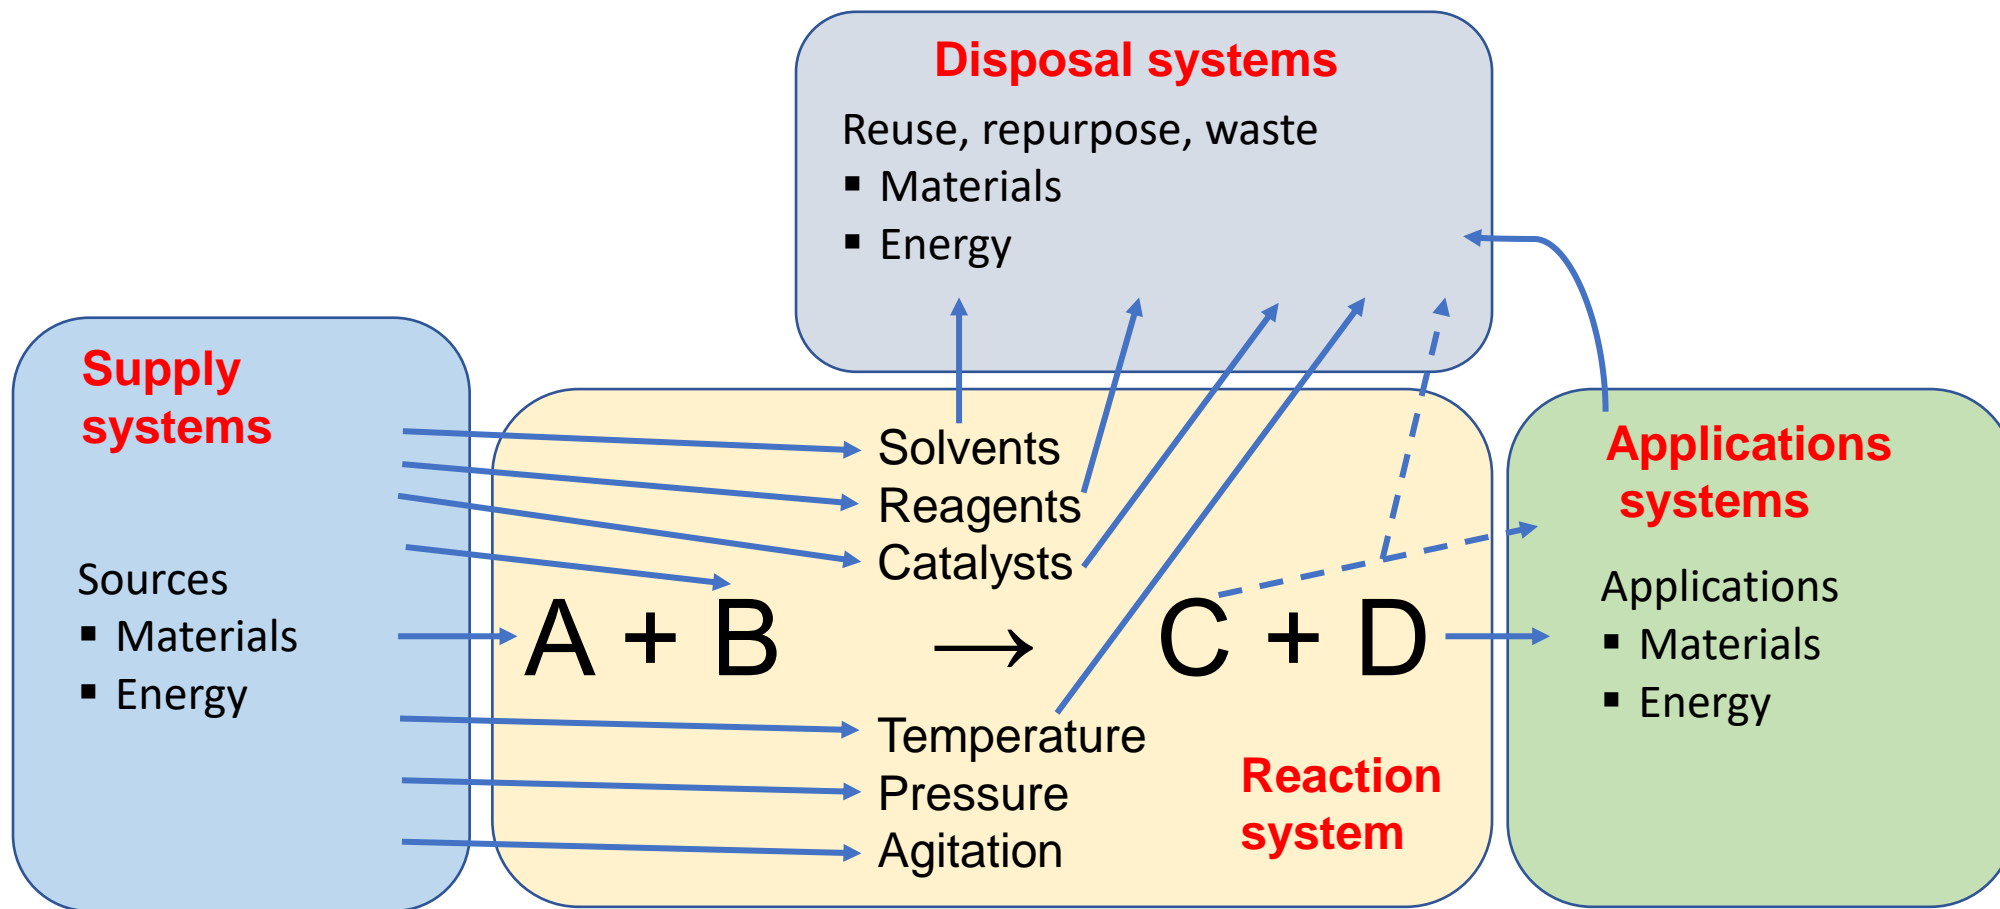 Disposal systems
Reuse, repurpose, waste
▪ Materials
▪ Energy
Supply
systems
Sources
▪ Materials
▪ Energy
Solvents
Reagents
Catalysts
A + B → C + D
Temperature
Pressure
Agitation
Reaction
system
Applications
systems
Applications
▪ Materials
▪ Energy